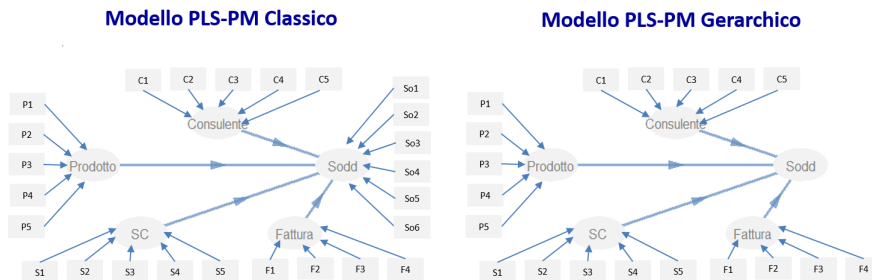 Modello PLS-PM Classico
C1
C2
C3
C4
C5
So1
So2
So3
So4
So5
So6
P1
P2
P3
P4
P5
Consulente
Prodotto
Sodd
SC
Fattura
S1
S2
S3
S4
S5
F1
F2
F3
F4
Modello PLS-PM Gerarchico
C1
C2
C3
C4
C5
P1
P2
P3
P4
P5
Consulente
Prodotto
Sodd
SC
Fattura
S1
S2
S3
S4
S5
F1
F2
F3
F4